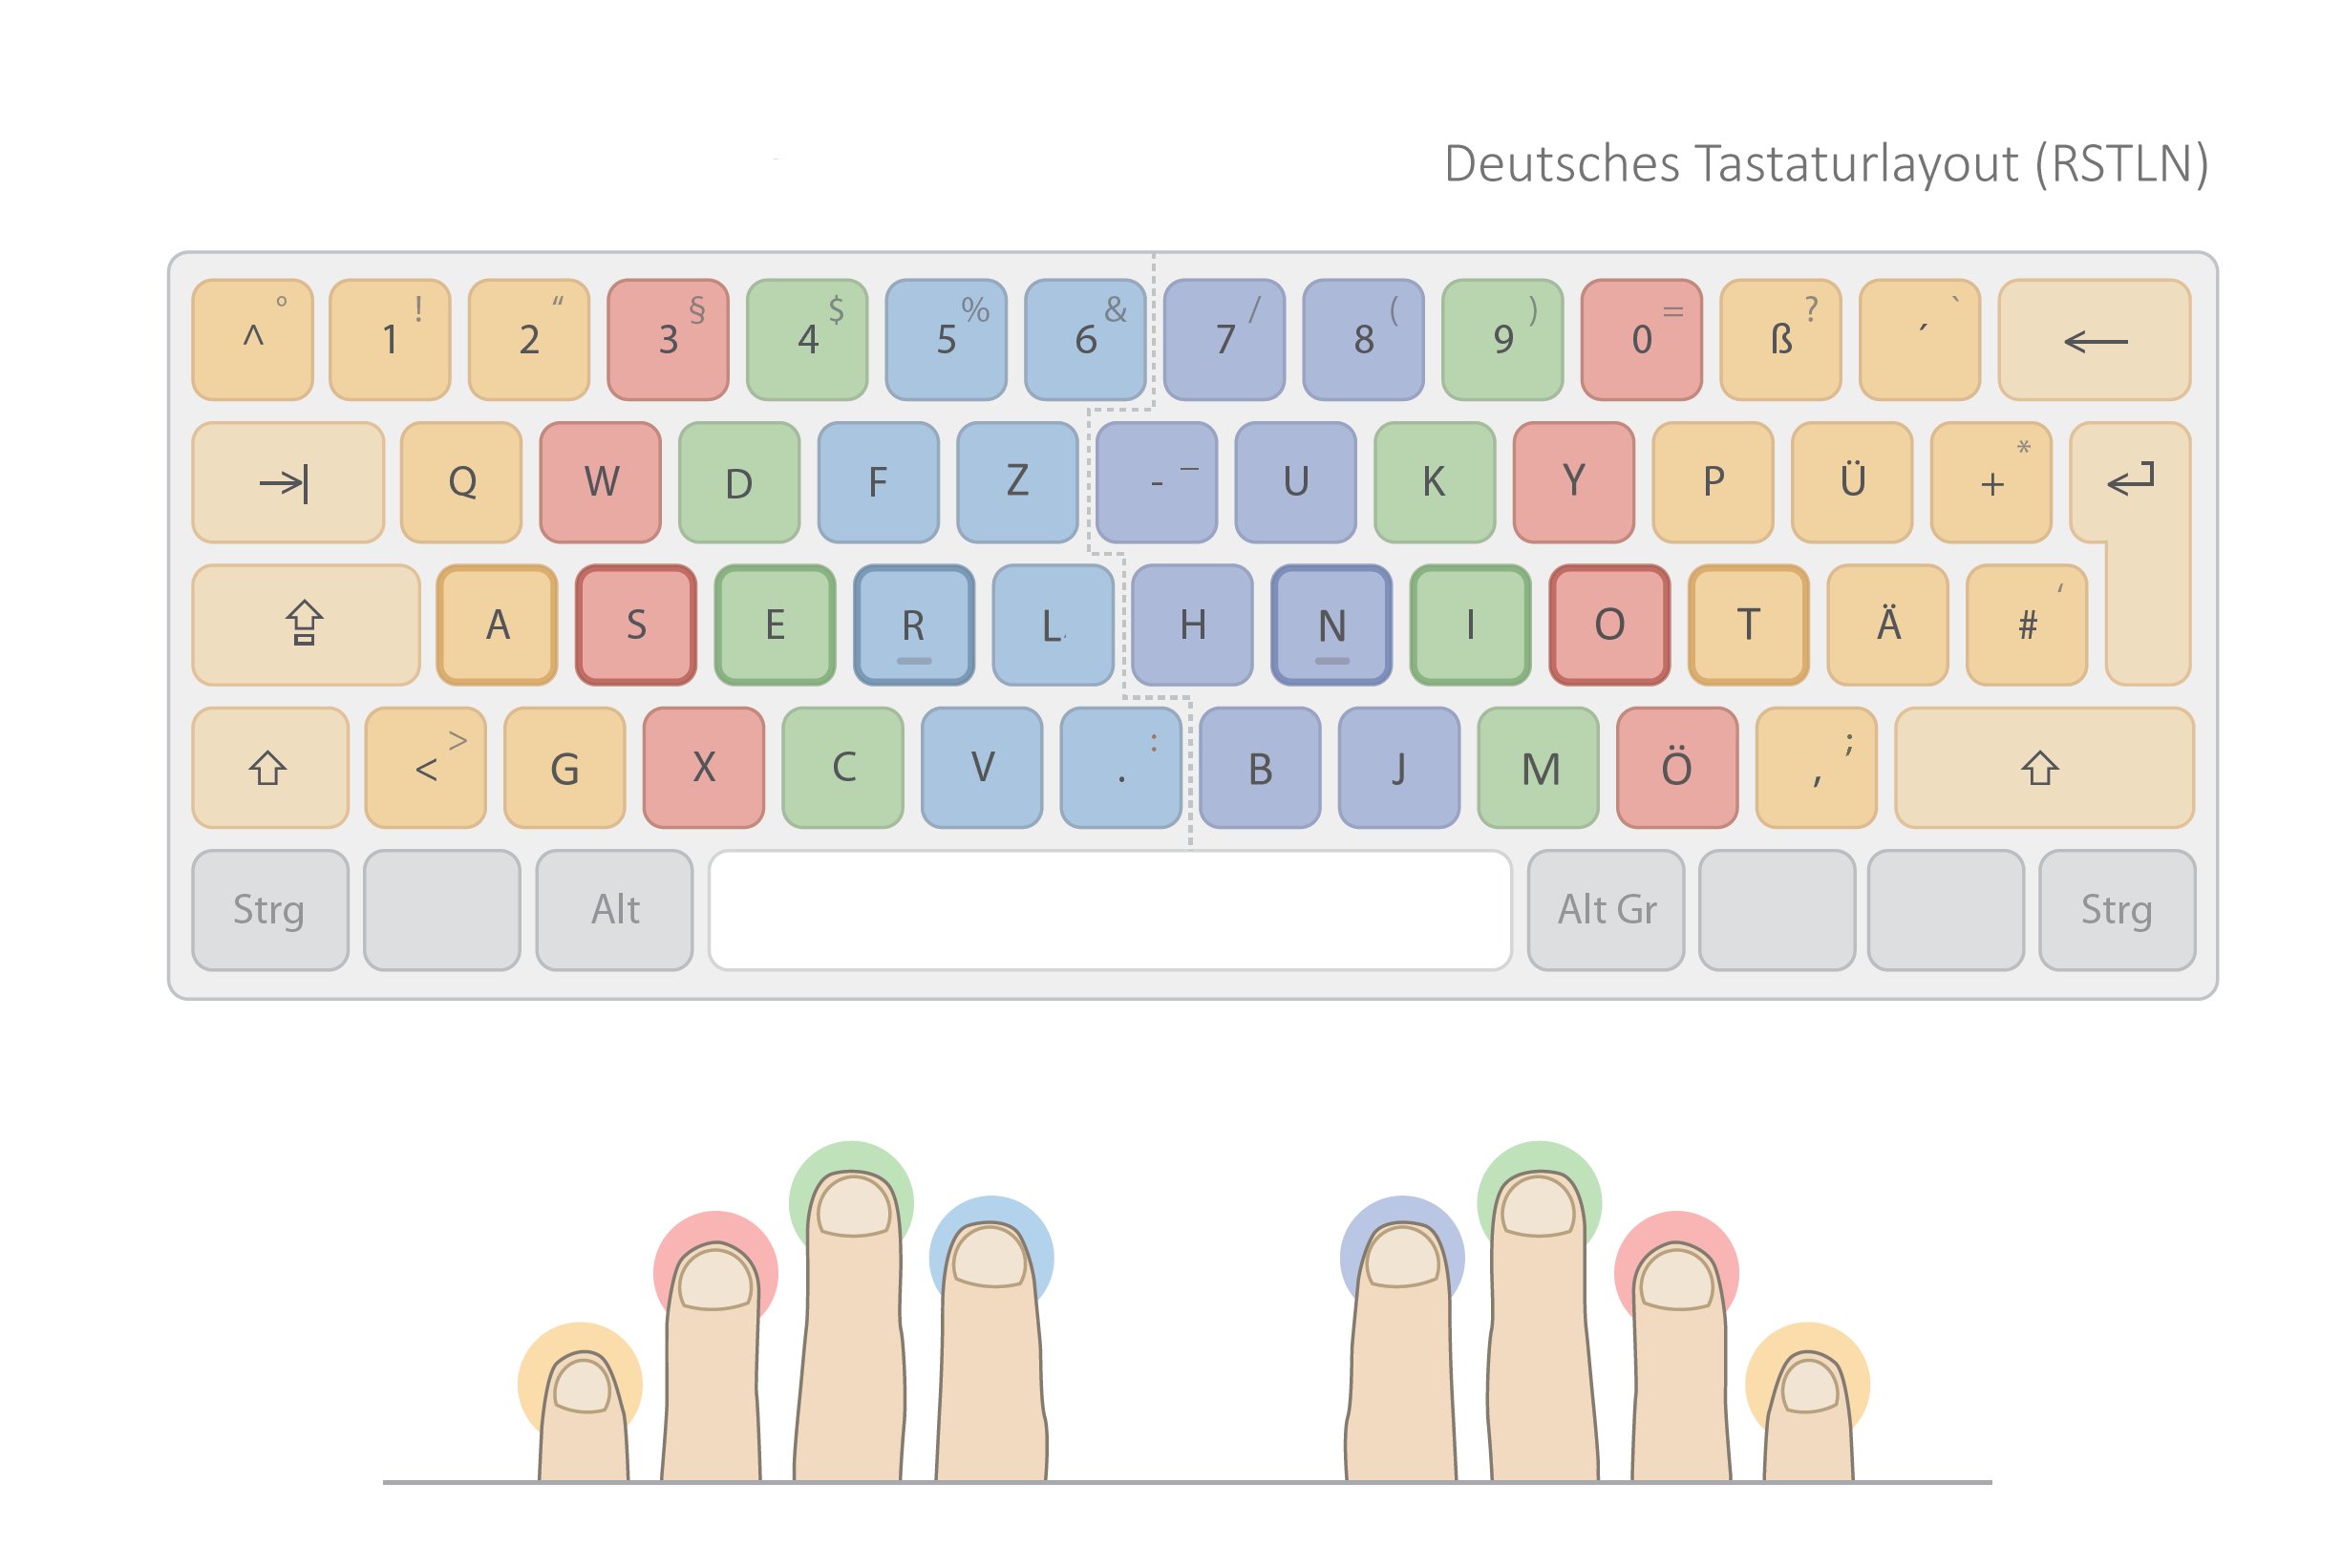 Deutsches Tastaturlayout (RSTLN)
° ! “ § $ % & / ( ) = ? `
^ 1 2 3 4 5 6 7 8 9 0 ß ´ ←
→| Q W D F Z - _ U K Y P Ü + * ↵
⇪ A S E R L H N I O T Ä # '
⇧ < > G X C V . : B J M Ö , ; ⇧
Strg Alt Alt Gr Strg